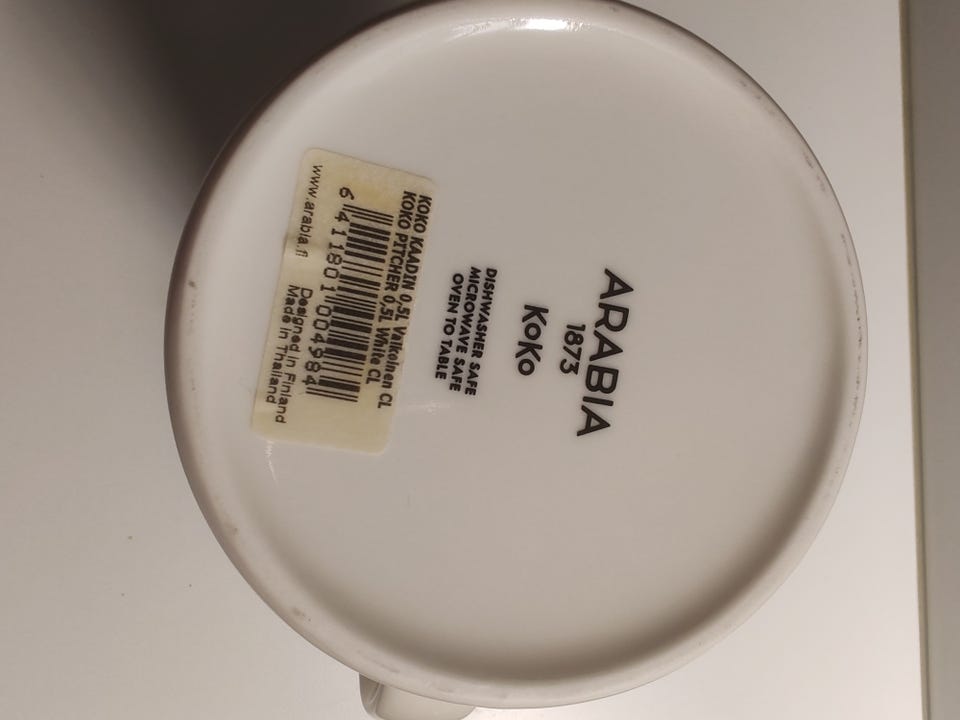 ARABIA
1873
KoKo
DISHWASHER SAFE
MICROWAVE SAFE
OVEN TO TABLE
KOKO KAADIN 0,5L Valkoinen CL
KOKO PITCHER 0,5L White CL
6 411801 004984
www.arabia.fi
Designed in Finland
Made in Thailand